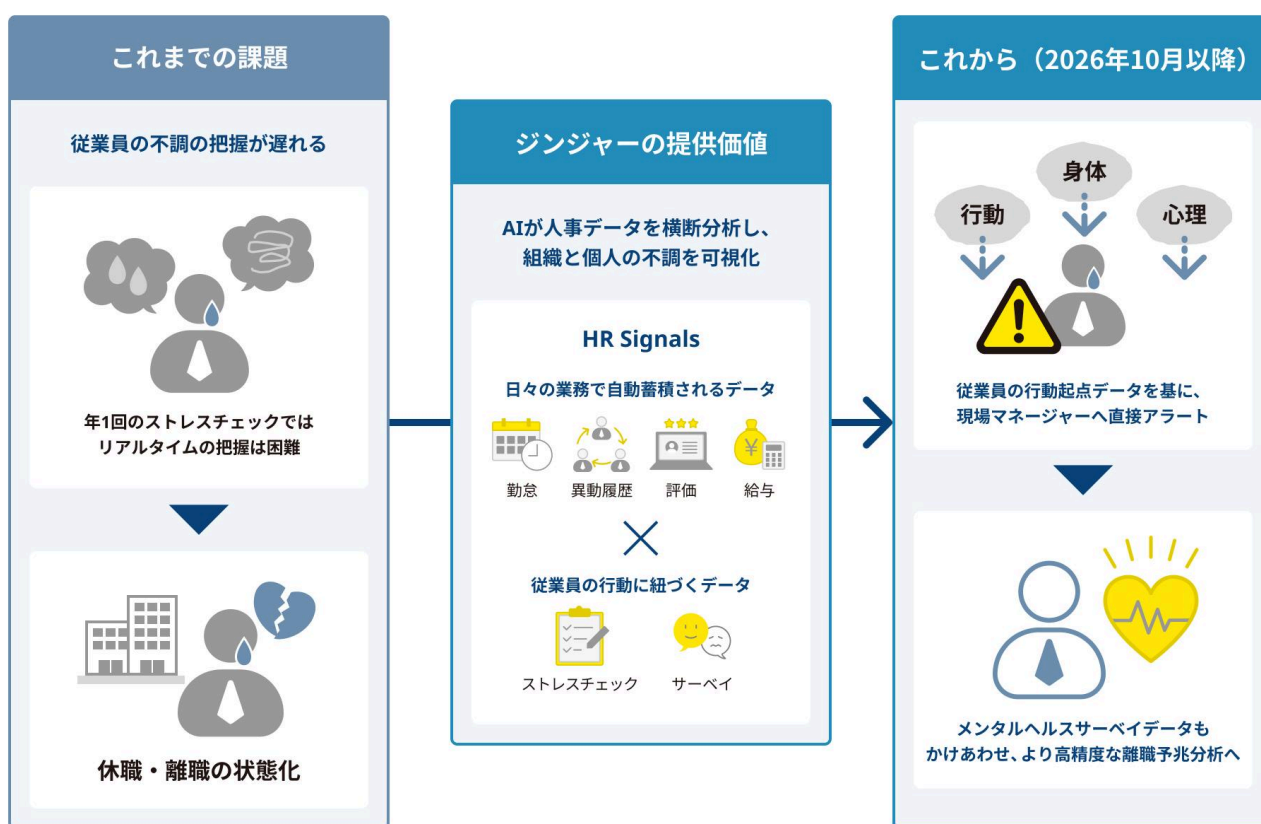 これまでの課題
従業員の不調の把握が遅れる
年1回のストレスチェックでは
リアルタイムの把握は困難
休職・離職の状態化
ジンジャーの提供価値
AIが人事データを横断分析し、
組織と個人の不調を可視化
HR Signals
日々の業務で自動蓄積されるデータ
勤怠 異動履歴 評価 給与
従業員の行動に紐づくデータ
ストレスチェック サーベイ
これから（2026年10月以降）
身体
行動 心理
従業員の行動起点データを基に、
現場マネージャーへ直接アラート
メンタルヘルスサーベイデータも
かけあわせ、より高精度な離職予兆分析へ